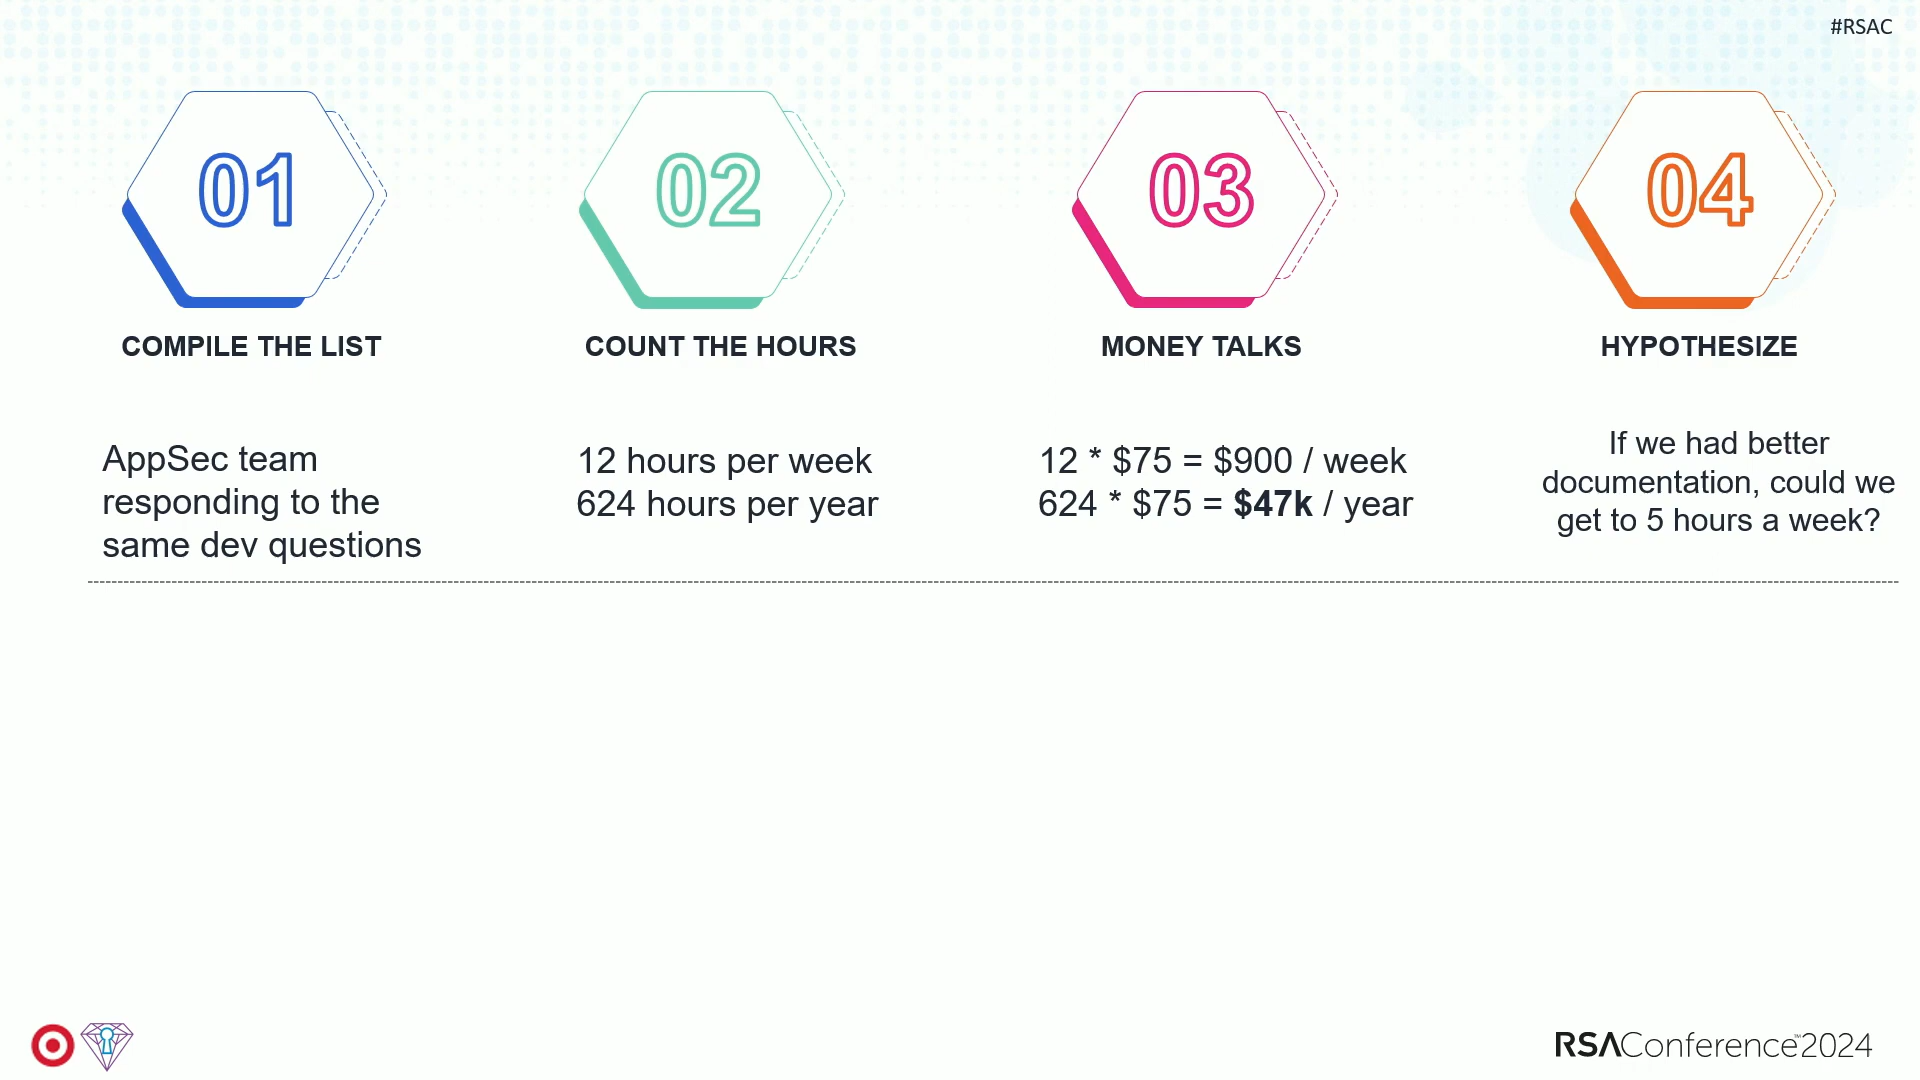 #RSAC
01
COMPILE THE LIST
AppSec team
responding to the
same dev questions
02
COUNT THE HOURS
12 hours per week
624 hours per year
03
MONEY TALKS
12 * $75 = $900 / week
624 * $75 = $47k / year
04
HYPOTHESIZE
If we had better
documentation, could we
get to 5 hours a week?
RSAConference™2024